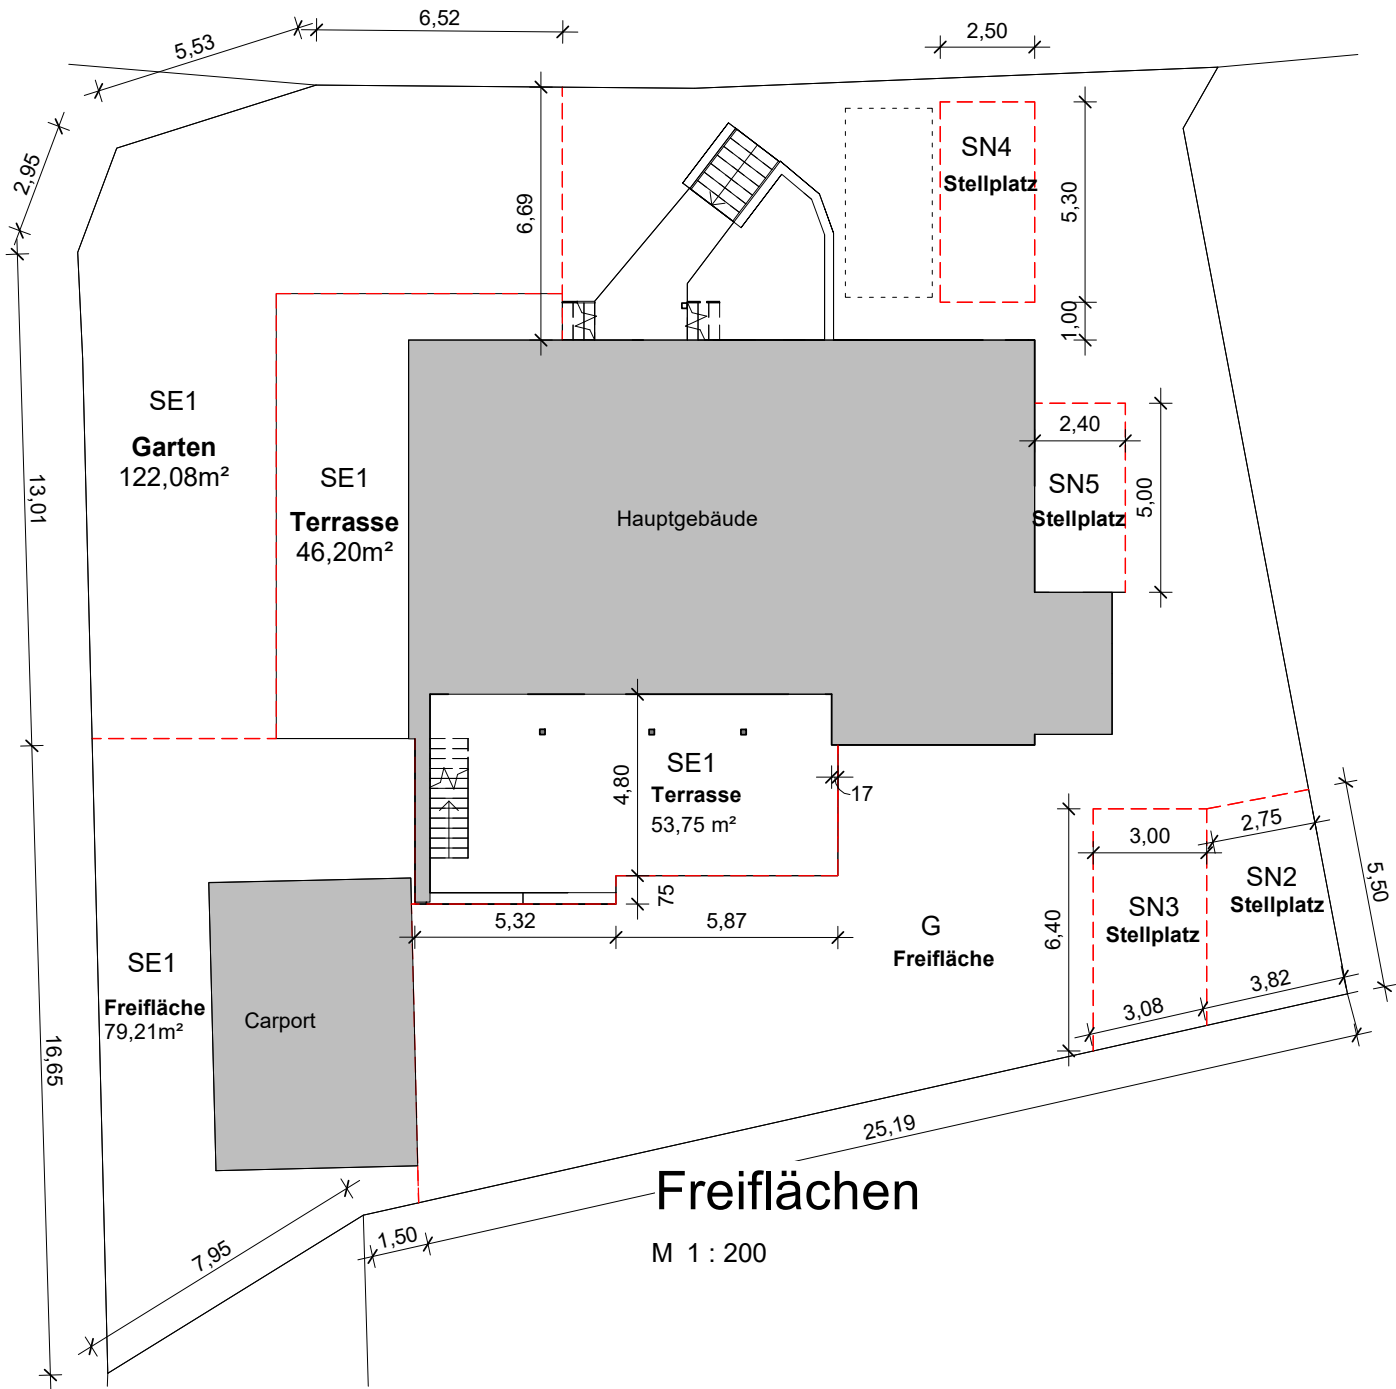 6,52
2,50
5,53
2,95
6,69
SN4
Stellplatz
5,30
1,00
SE1
Garten
122,08m²
SE1
Terrasse
46,20m²
Hauptgebäude
2,40
SN5
Stellplatz
5,00
13,01
4,80
SE1
Terrasse
53,75 m²
17
75
5,32
5,87
G
Freifläche
3,00
2,75
SN3
Stellplatz
SN2
Stellplatz
5,50
6,40
3,08
3,82
SE1
Freifläche
79,21m²
Carport
16,65
25,19
7,95
1,50
Freiflächen
M 1 : 200